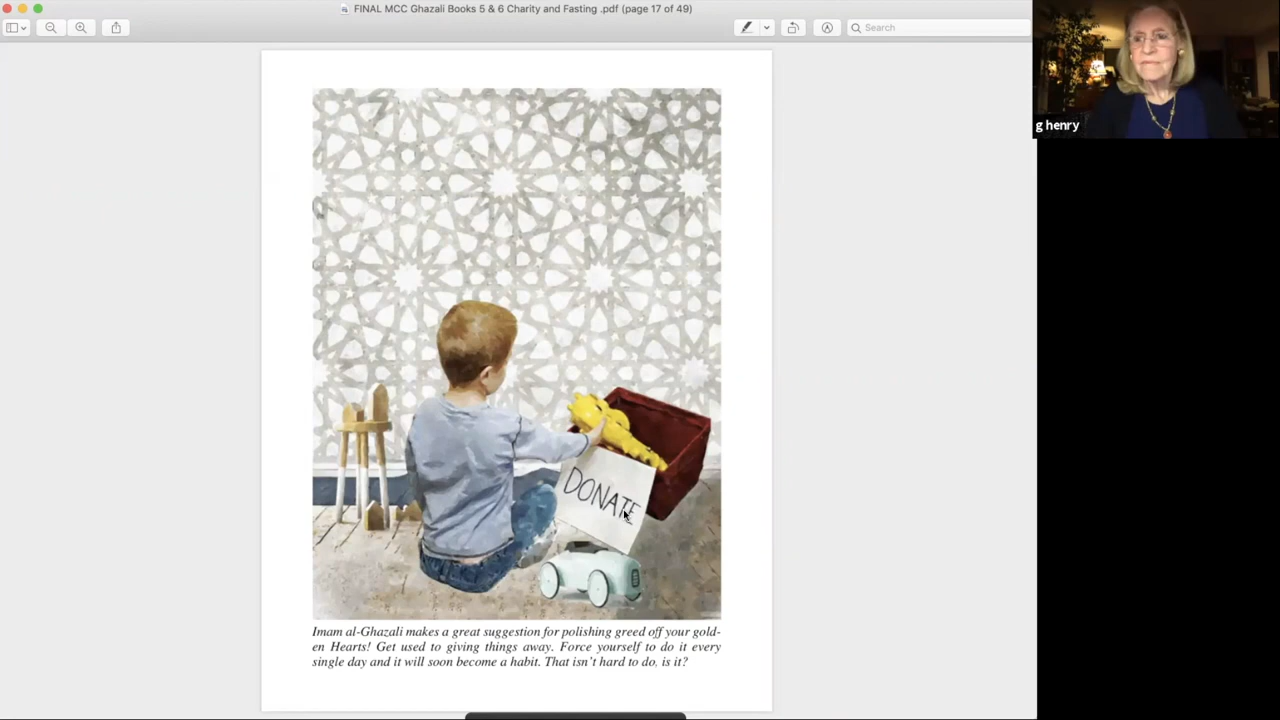 FINAL MCC Ghazali Books 5 & 6 Charity and Fasting .pdf (page 17 of 49)
Search
g henry
DONATE
Imam al-Ghazali makes a great suggestion for polishing greed off your gold-
en Hearts! Get used to giving things away. Force yourself to do it every
single day and it will soon become a habit. That isn't hard to do, is it?